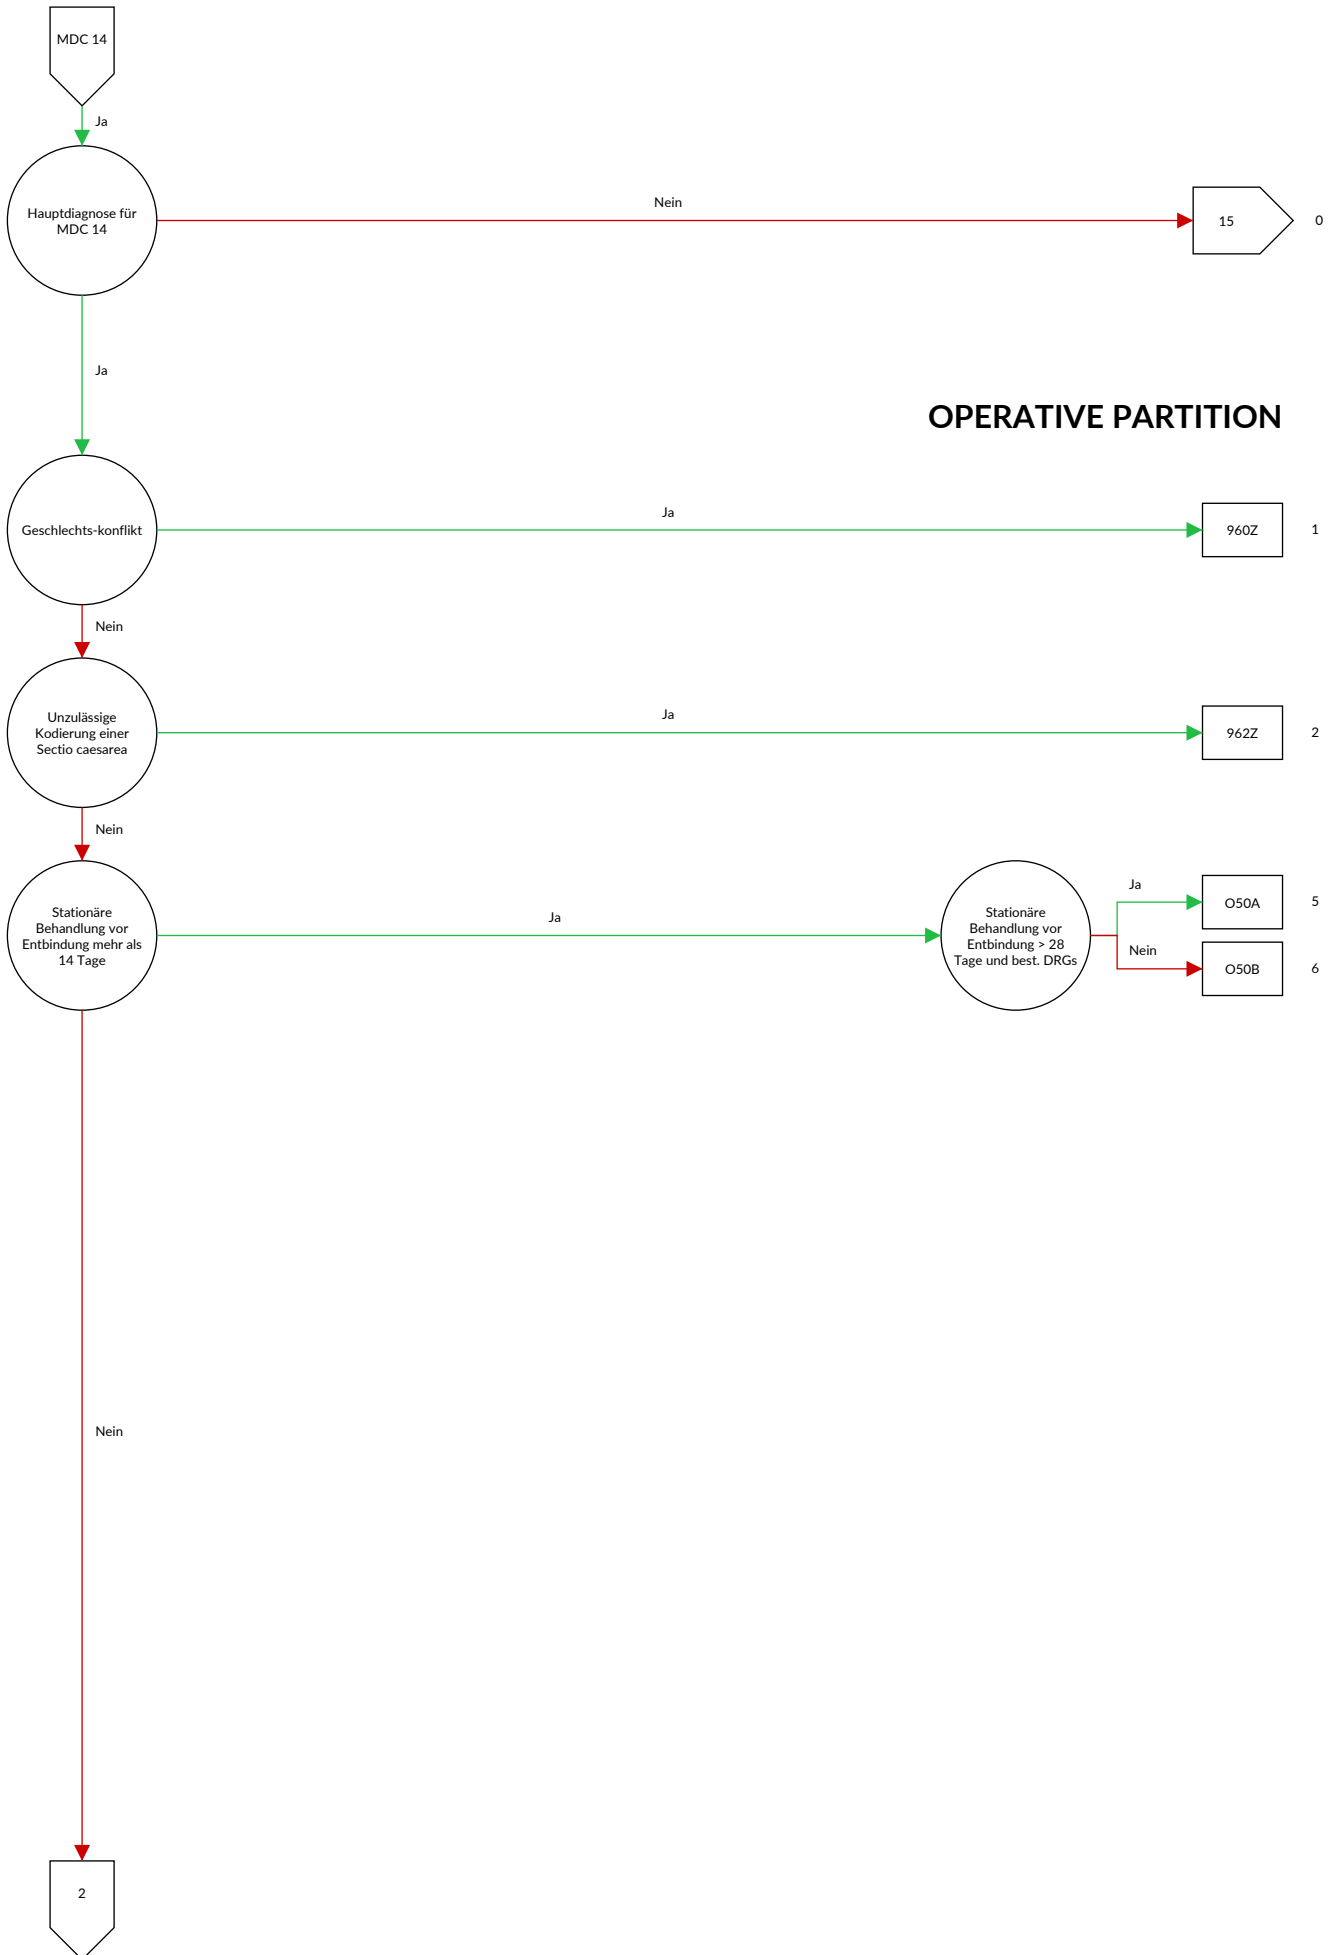 MDC 14
Ja
Hauptdiagnose für
MDC 14
Nein
15
0
Ja
OPERATIVE PARTITION
Geschlechts-konflikt
Ja
960Z
1
Nein
Unzulässige
Kodierung einer
Sectio caesarea
Ja
962Z
2
Nein
Stationäre
Behandlung vor
Entbindung mehr als
14 Tage
Ja
Stationäre
Behandlung vor
Entbindung > 28
Tage und best. DRGs
Ja
O50A
5
Nein
O50B
6
Nein
2